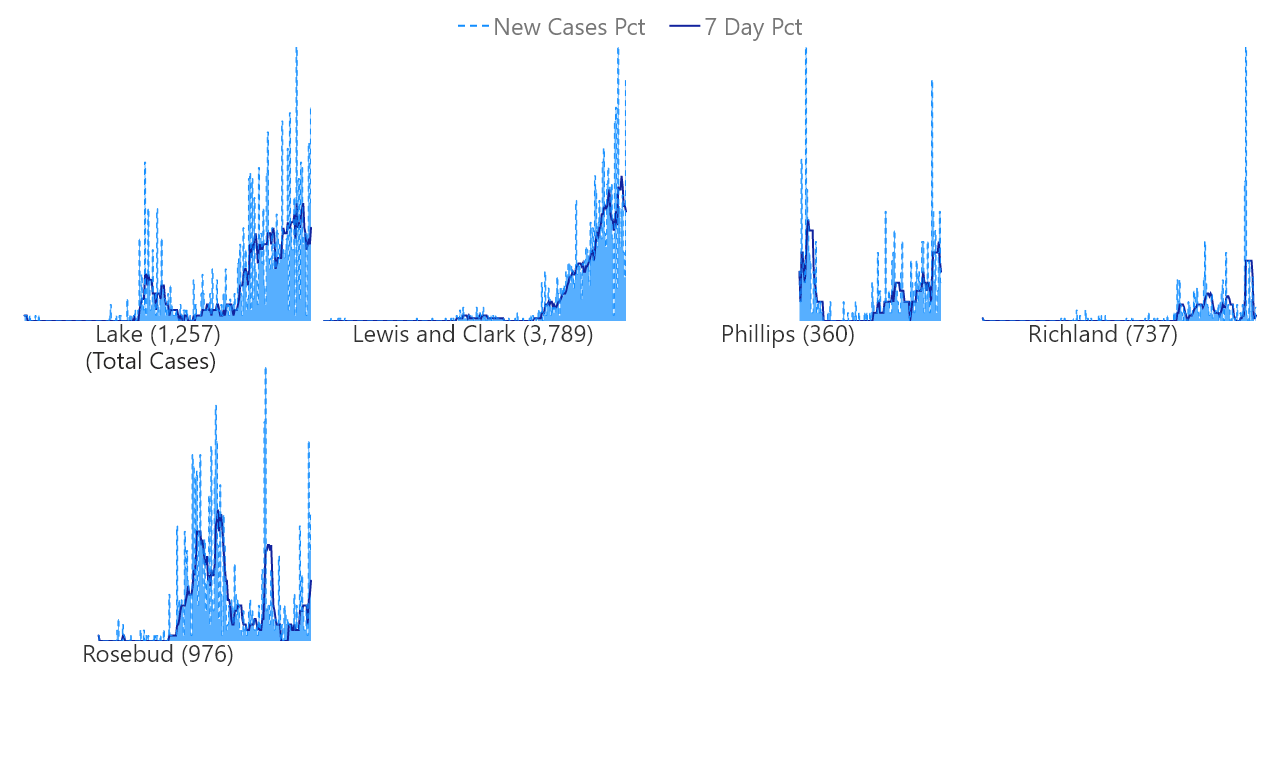 New Cases Pct 7 Day Pct
Lake (1,257) Lewis and Clark (3,789) Phillips (360) Richland (737)
(Total Cases)
Rosebud (976)